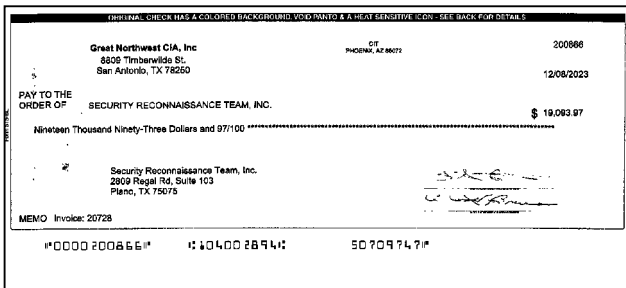 ORIGINAL CHECK HAS A COLORED BACKGROUND, VOID PANTO & A HEAT SENSITIVE ICON - SEE BACK FOR DETAILS
Great Northwest CIA, Inc
8809 Timberwilde St.
San Antonio, TX 78250
CIT
PHOENIX, AZ 85072
200866
12/08/2023
PAY TO THE
ORDER OF SECURITY RECONNAISSANCE TEAM, INC.
$ 19,093.97
Nineteen Thousand Ninety-Three Dollars and 97/100 ****************************************
Security Reconnaissance Team, Inc.
2809 Regal Rd, Suite 103
Plano, TX 75075
MEMO Invoice: 20728
⑈0000200866⑈ ⑆104002894⑆ 50709747⑈